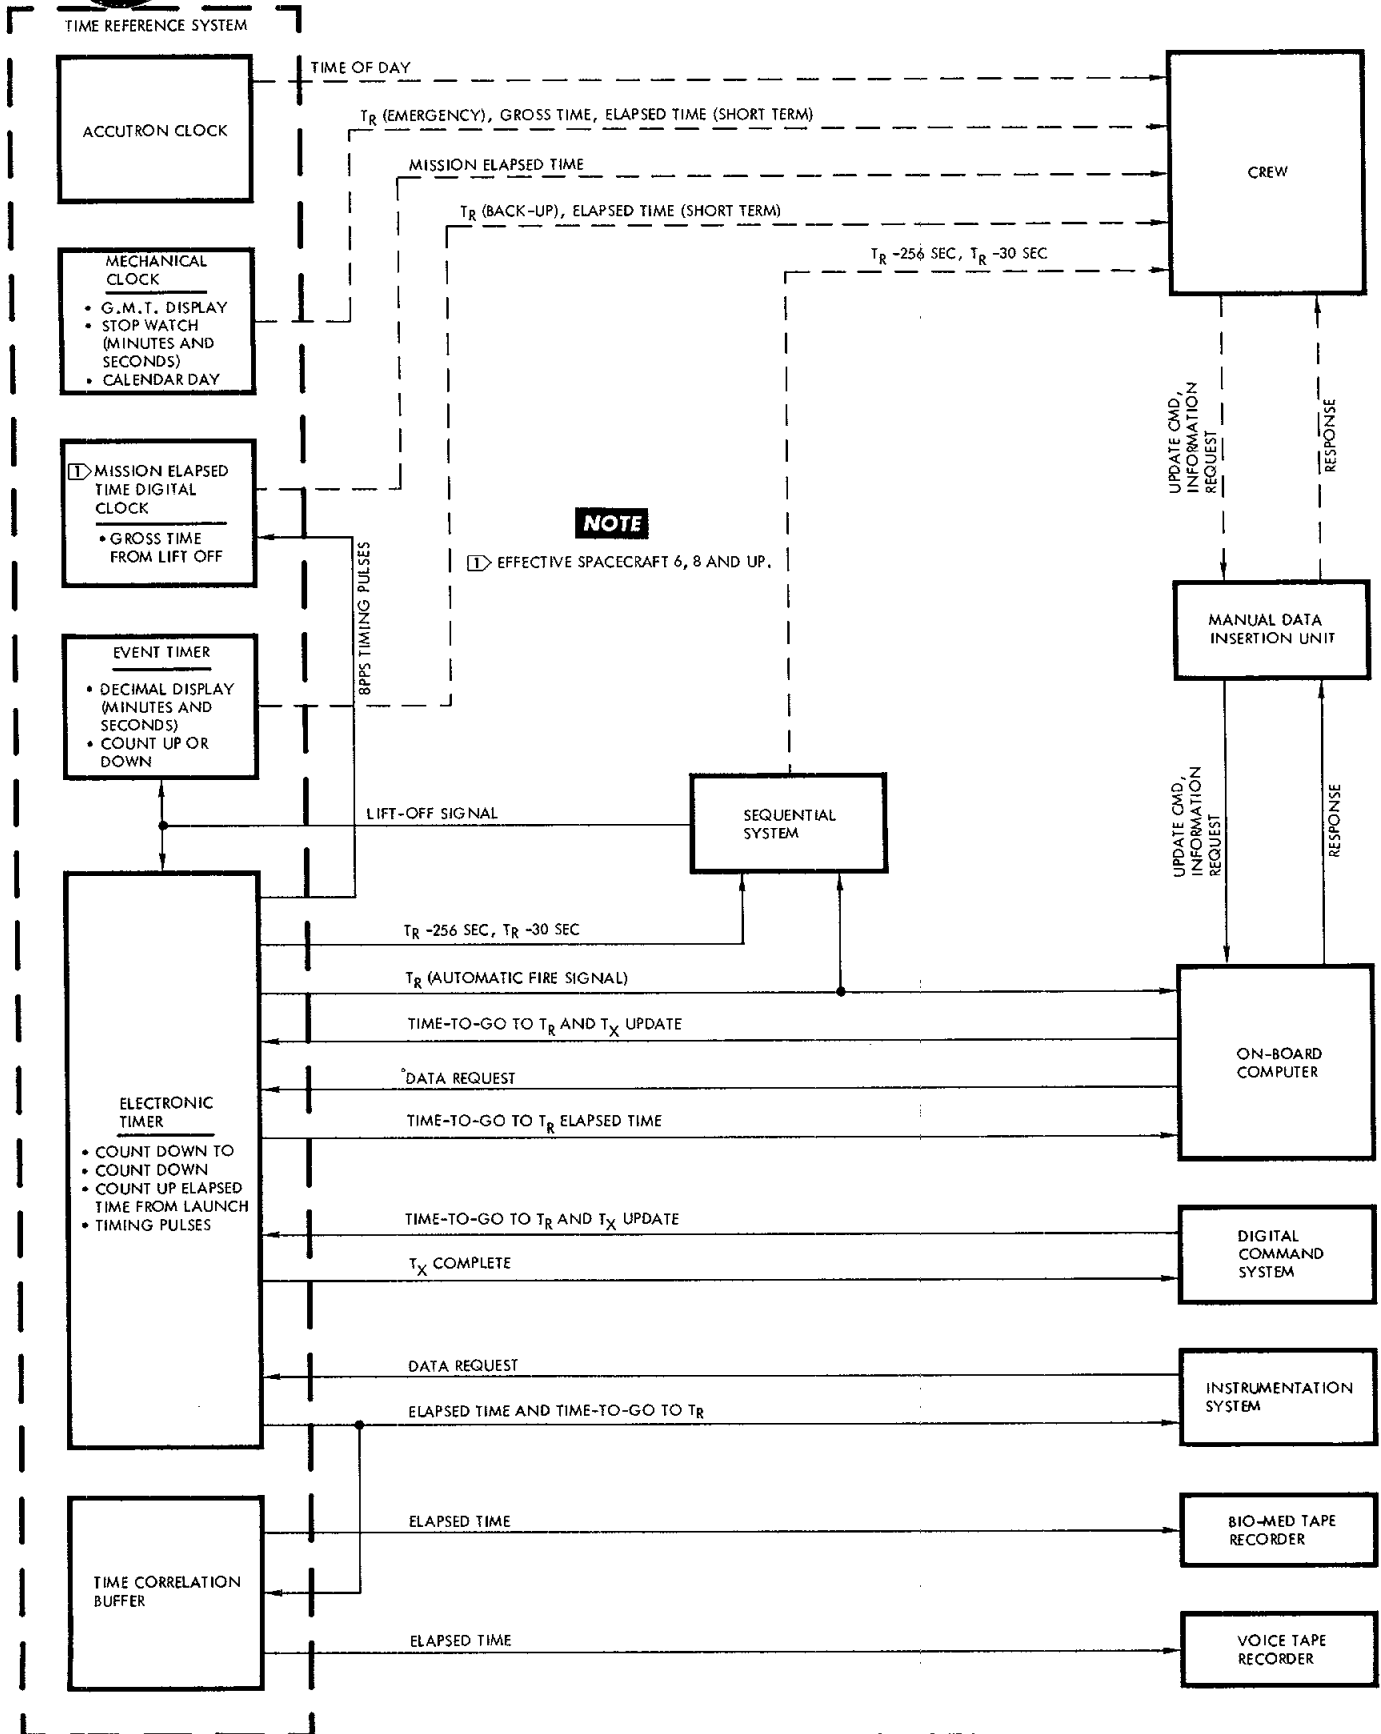 TIME REFERENCE SYSTEM
ACCUTRON CLOCK
TIME OF DAY
T_R (EMERGENCY), GROSS TIME, ELAPSED TIME (SHORT TERM)
MISSION ELAPSED TIME
T_R (BACK-UP), ELAPSED TIME (SHORT TERM)
T_R -256 SEC, T_R -30 SEC
CREW
MECHANICAL
CLOCK
• G.M.T. DISPLAY
• STOP WATCH
(MINUTES AND
SECONDS)
• CALENDAR DAY
1 MISSION ELAPSED
TIME DIGITAL
CLOCK
• GROSS TIME
FROM LIFT OFF
8PPS TIMING PULSES
NOTE
1 EFFECTIVE SPACECRAFT 6, 8 AND UP.
UPDATE CMD,
INFORMATION
REQUEST
RESPONSE
MANUAL DATA
INSERTION UNIT
EVENT TIMER
• DECIMAL DISPLAY
(MINUTES AND
SECONDS)
• COUNT UP OR
DOWN
LIFT-OFF SIGNAL
SEQUENTIAL
SYSTEM
UPDATE CMD,
INFORMATION
REQUEST
RESPONSE
T_R -256 SEC, T_R -30 SEC
T_R (AUTOMATIC FIRE SIGNAL)
TIME-TO-GO TO T_R AND T_X UPDATE
DATA REQUEST
TIME-TO-GO TO T_R ELAPSED TIME
ON-BOARD
COMPUTER
ELECTRONIC
TIMER
• COUNT DOWN TO
• COUNT DOWN
• COUNT UP ELAPSED
TIME FROM LAUNCH
• TIMING PULSES
TIME-TO-GO TO T_R AND T_X UPDATE
T_X COMPLETE
DIGITAL
COMMAND
SYSTEM
DATA REQUEST
ELAPSED TIME AND TIME-TO-GO TO T_R
INSTRUMENTATION
SYSTEM
TIME CORRELATION
BUFFER
ELAPSED TIME
BIO-MED TAPE
RECORDER
ELAPSED TIME
VOICE TAPE
RECORDER